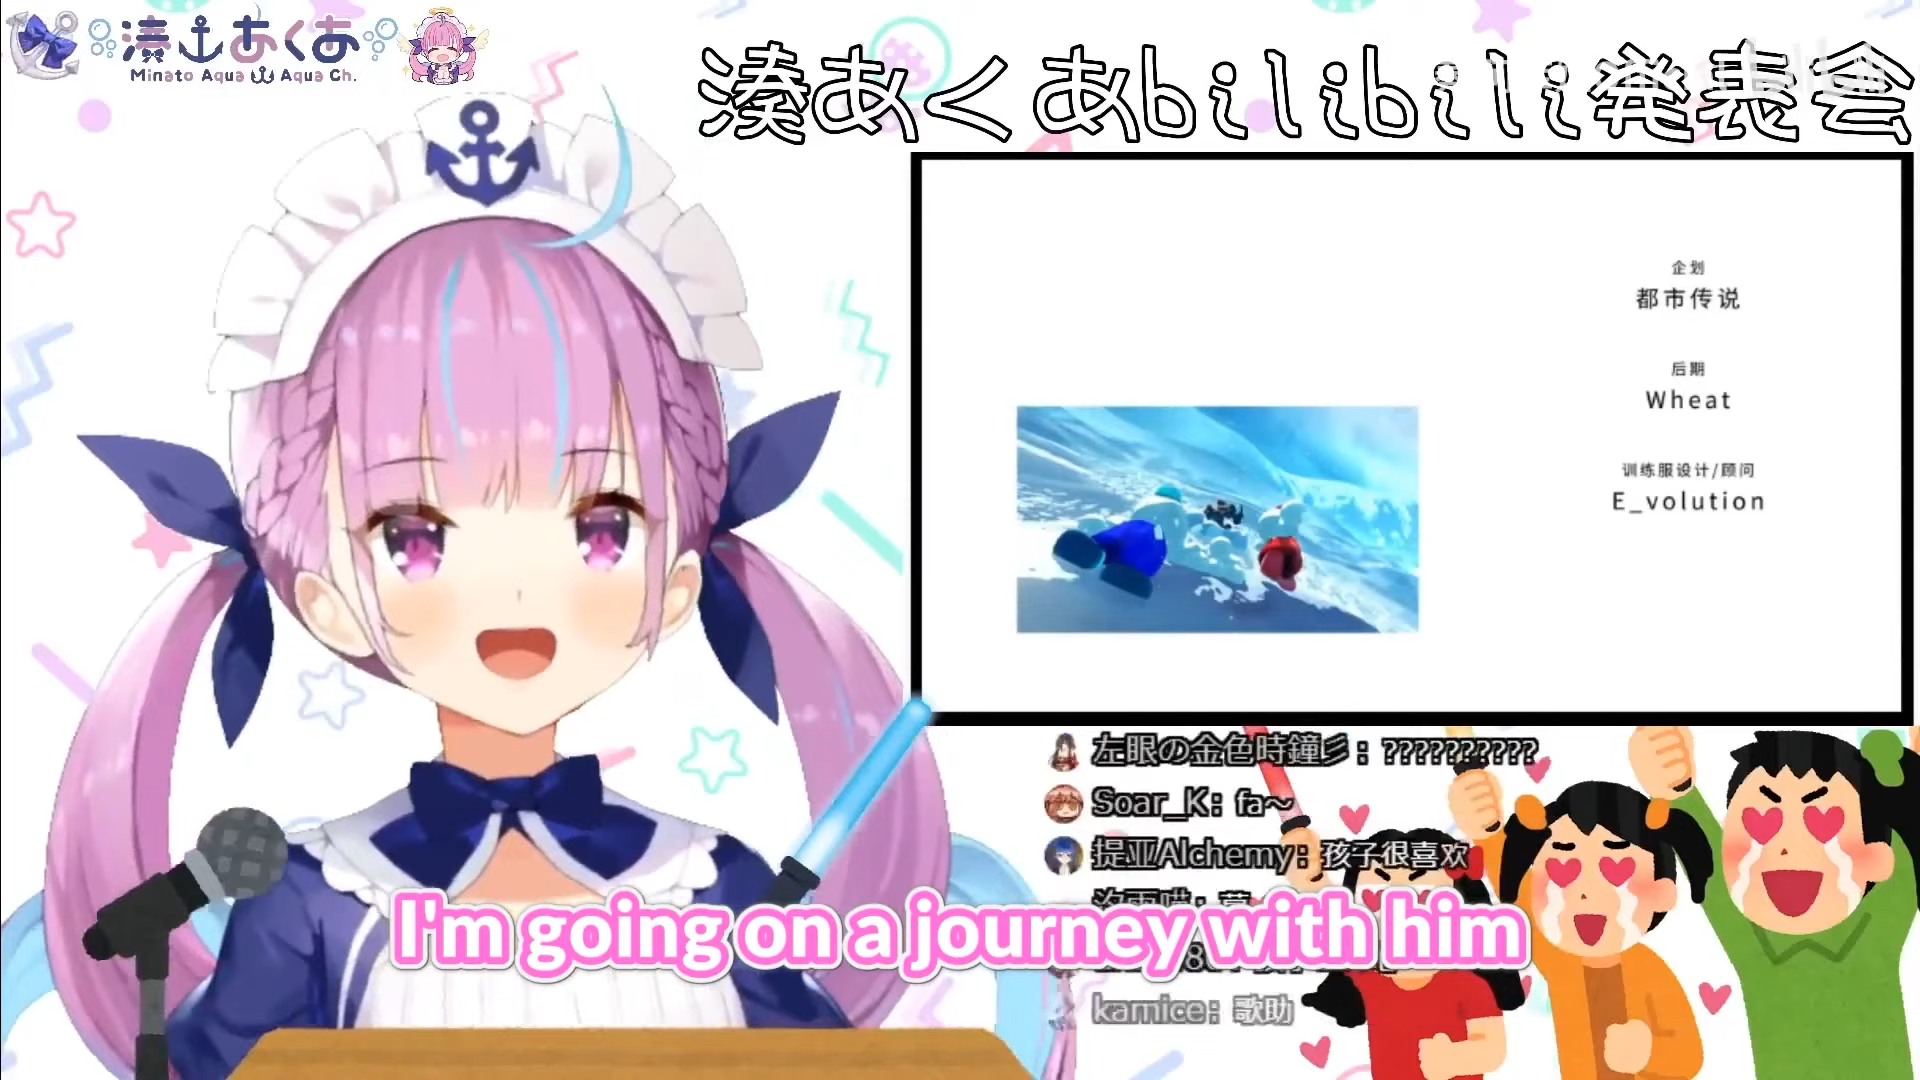 湊あくあ
Minato Aqua Aqua Ch.
湊あくあbilibili発表会
企划
都市传说
后期
Wheat
训练服设计/顾问
E_volution
左眼の金色時鐘彡：??????????
Soar_K：fa～
提亚Alchemy：孩子很喜欢
I'm going on a journey with him
kamice：歌助